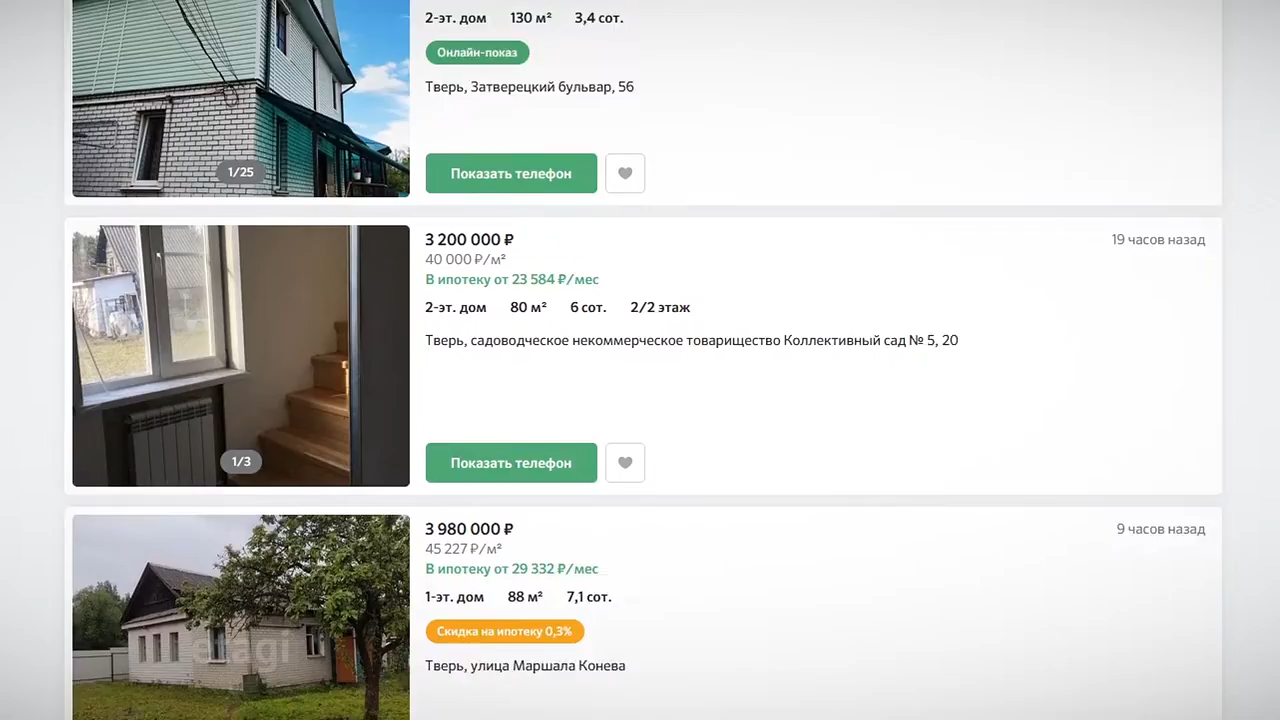 2-эт. дом 130 м² 3,4 сот.
Онлайн-показ
Тверь, Затверецкий бульвар, 56
1/25
Показать телефон
3 200 000 ₽
19 часов назад
40 000 ₽/м²
В ипотеку от 23 584 ₽/мес
2-эт. дом 80 м² 6 сот. 2/2 этаж
Тверь, садоводческое некоммерческое товарищество Коллективный сад № 5, 20
1/3
Показать телефон
3 980 000 ₽
9 часов назад
45 227 ₽/м²
В ипотеку от 29 332 ₽/мес
1-эт. дом 88 м² 7,1 сот.
Скидка на ипотеку 0,3%
etagi
Тверь, улица Маршала Конева